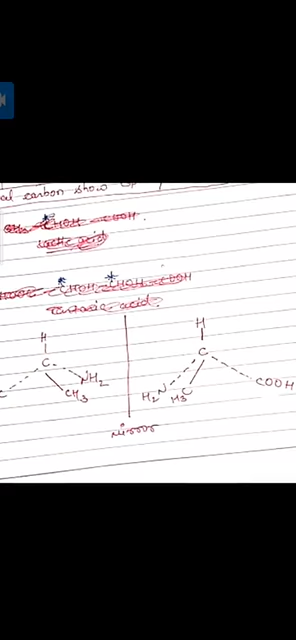 al carbon show op
CH3 - *CHOH - COOH.
Lactic acid
HOOC - *CHOH - *CHOH - COOH
Tartaric acid.
H
H
C
C
NH2
CH3
H2N
H3C
COOH
C
mirror